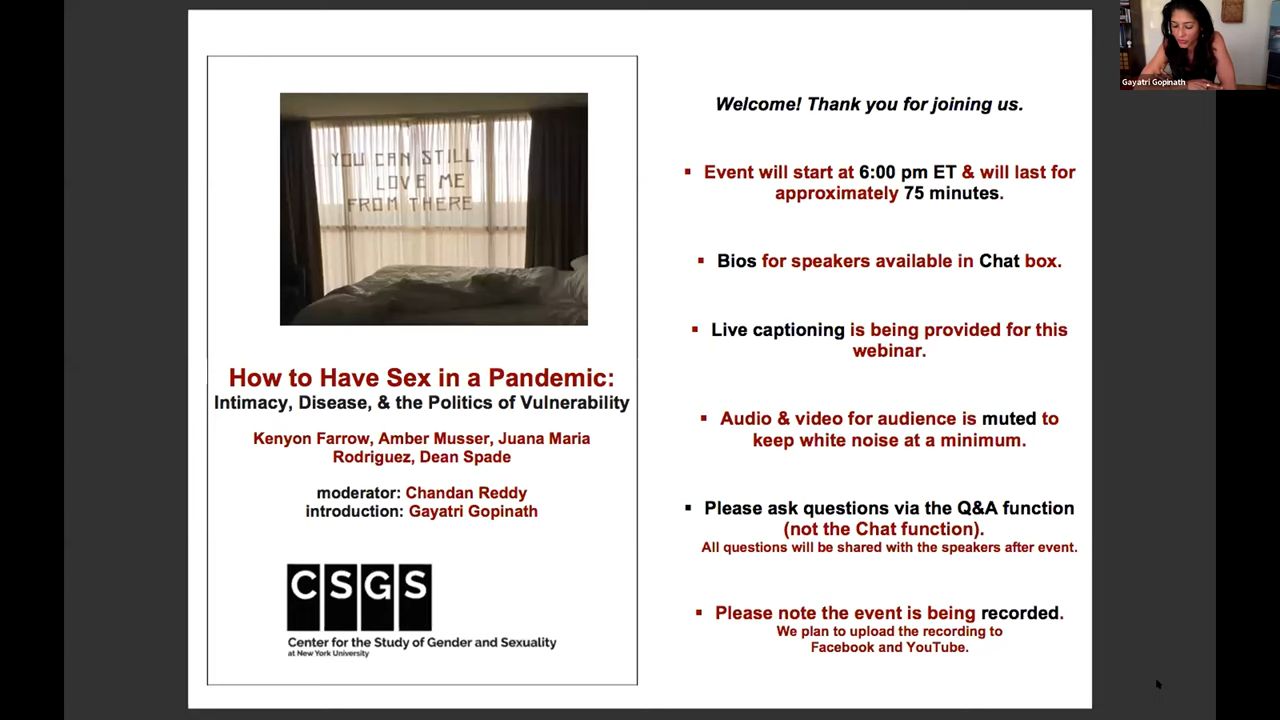 YOU CAN STILL
LOVE ME
FROM THERE
How to Have Sex in a Pandemic:
Intimacy, Disease, & the Politics of Vulnerability
Kenyon Farrow, Amber Musser, Juana Maria
Rodriguez, Dean Spade
moderator: Chandan Reddy
introduction: Gayatri Gopinath
CSGS
Center for the Study of Gender and Sexuality
at New York University
Welcome! Thank you for joining us.
▪ Event will start at 6:00 pm ET & will last for
approximately 75 minutes.
▪ Bios for speakers available in Chat box.
▪ Live captioning is being provided for this
webinar.
▪ Audio & video for audience is muted to
keep white noise at a minimum.
▪ Please ask questions via the Q&A function
(not the Chat function).
All questions will be shared with the speakers after event.
▪ Please note the event is being recorded.
We plan to upload the recording to
Facebook and YouTube.
Gayatri Gopinath